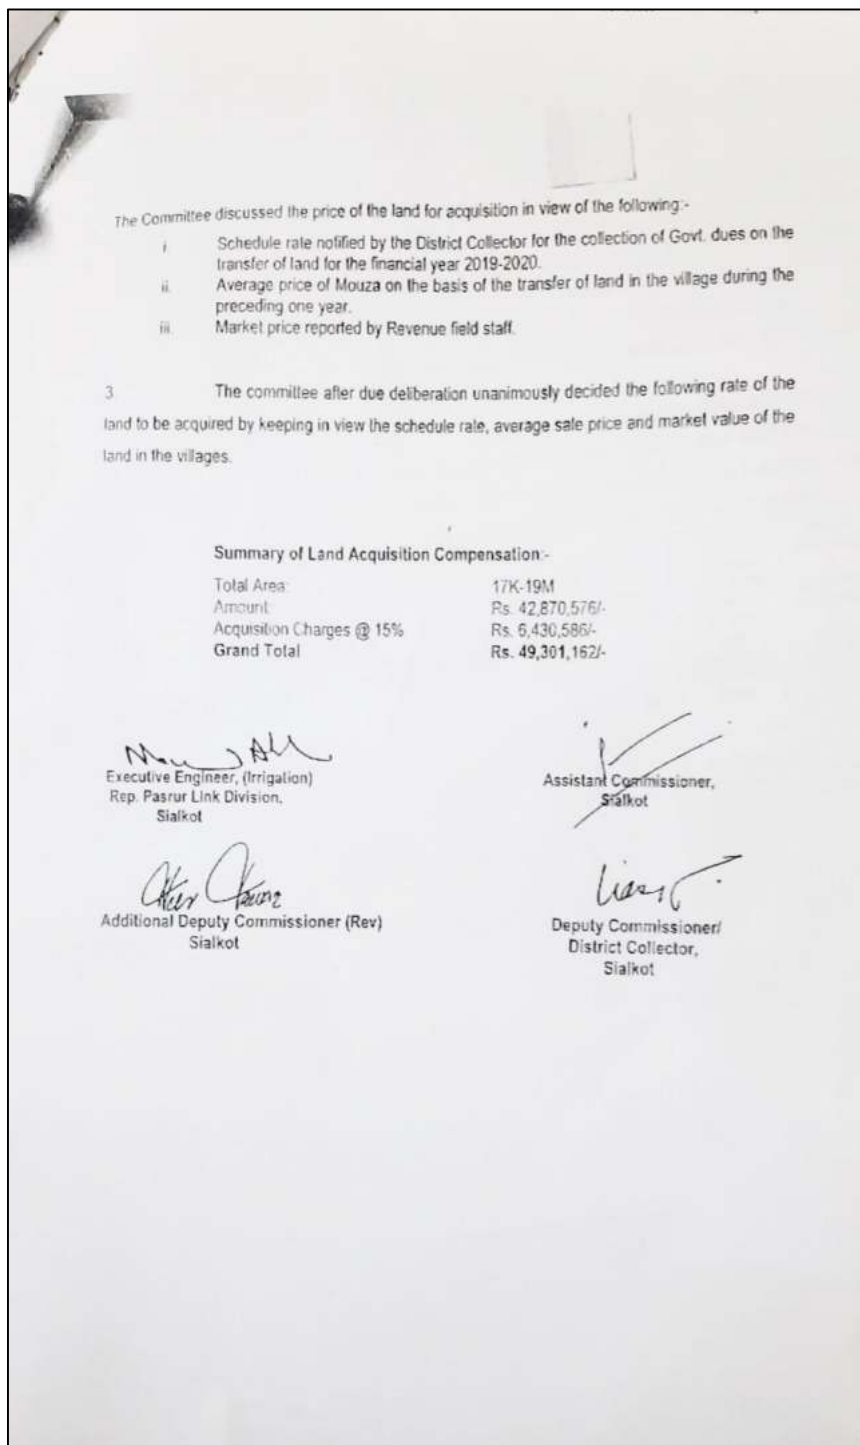 The Committee discussed the price of the land for acquisition in view of the following:-
i Schedule rate notified by the District Collector for the collection of Govt. dues on the
transfer of land for the financial year 2019-2020.
ii. Average price of Mouza on the basis of the transfer of land in the village during the
preceding one year.
iii. Market price reported by Revenue field staff.
3 The committee after due deliberation unanimously decided the following rate of the
land to be acquired by keeping in view the schedule rate, average sale price and market value of the
land in the villages.
Summary of Land Acquisition Compensation:-
Total Area: 17K-19M
Amount: Rs. 42,870,576/-
Acquisition Charges @ 15% Rs. 6,430,586/-
Grand Total Rs. 49,301,162/-
Executive Engineer, (Irrigation)
Rep. Pasrur Link Division,
Sialkot
Assistant Commissioner,
Sialkot
Additional Deputy Commissioner (Rev)
Sialkot
Deputy Commissioner/
District Collector,
Sialkot